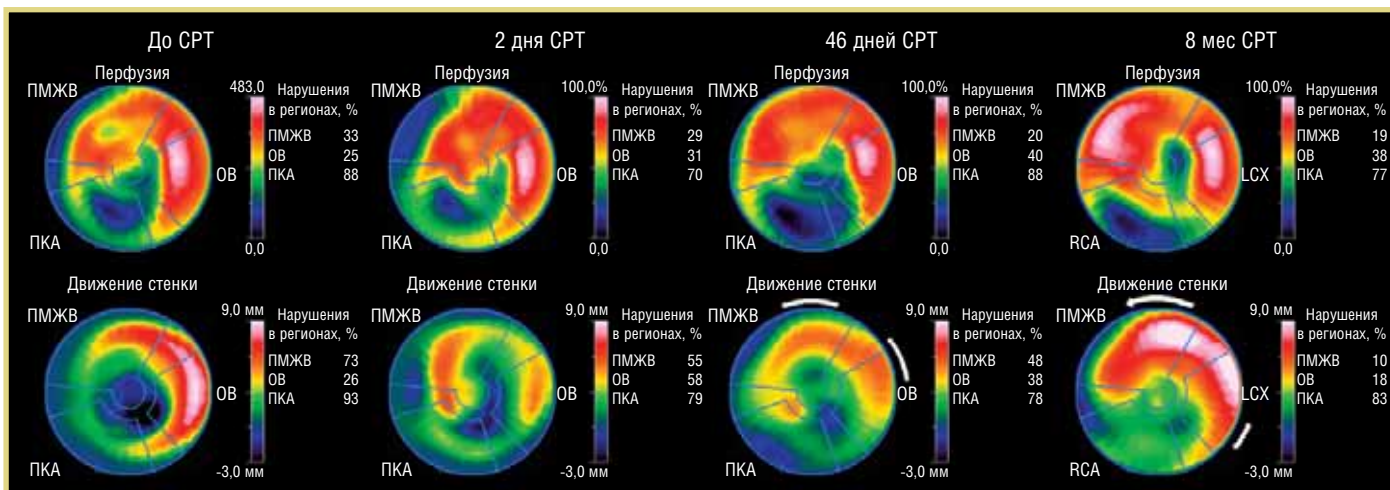 До СРТ
Перфузия
ПМЖВ
483,0
Нарушения
в регионах, %
ПМЖВ 33
ОВ 25
ПКА 88
ОВ
ПКА
0,0
2 дня СРТ
Перфузия
ПМЖВ
100,0%
Нарушения
в регионах, %
ПМЖВ 29
ОВ 31
ПКА 70
ОВ
ПКА
0,0
46 дней СРТ
Перфузия
ПМЖВ
100,0%
Нарушения
в регионах, %
ПМЖВ 20
ОВ 40
ПКА 88
ОВ
ПКА
0,0
8 мес СРТ
Перфузия
ПМЖВ
100,0%
Нарушения
в регионах, %
ПМЖВ 19
ОВ 38
ПКА 77
LCX
RCA
0,0
Движение стенки
ПМЖВ
9,0 мм
Нарушения
в регионах, %
ПМЖВ 73
ОВ 26
ПКА 93
ОВ
ПКА
-3,0 мм
Движение стенки
ПМЖВ
9,0 мм
Нарушения
в регионах, %
ПМЖВ 55
ОВ 58
ПКА 79
ОВ
ПКА
-3,0 мм
Движение стенки
ПМЖВ
9,0 мм
Нарушения
в регионах, %
ПМЖВ 48
ОВ 38
ПКА 78
ОВ
ПКА
-3,0 мм
Движение стенки
ПМЖВ
9,0 мм
Нарушения
в регионах, %
ПМЖВ 10
ОВ 18
ПКА 83
LCX
RCA
-3,0 мм